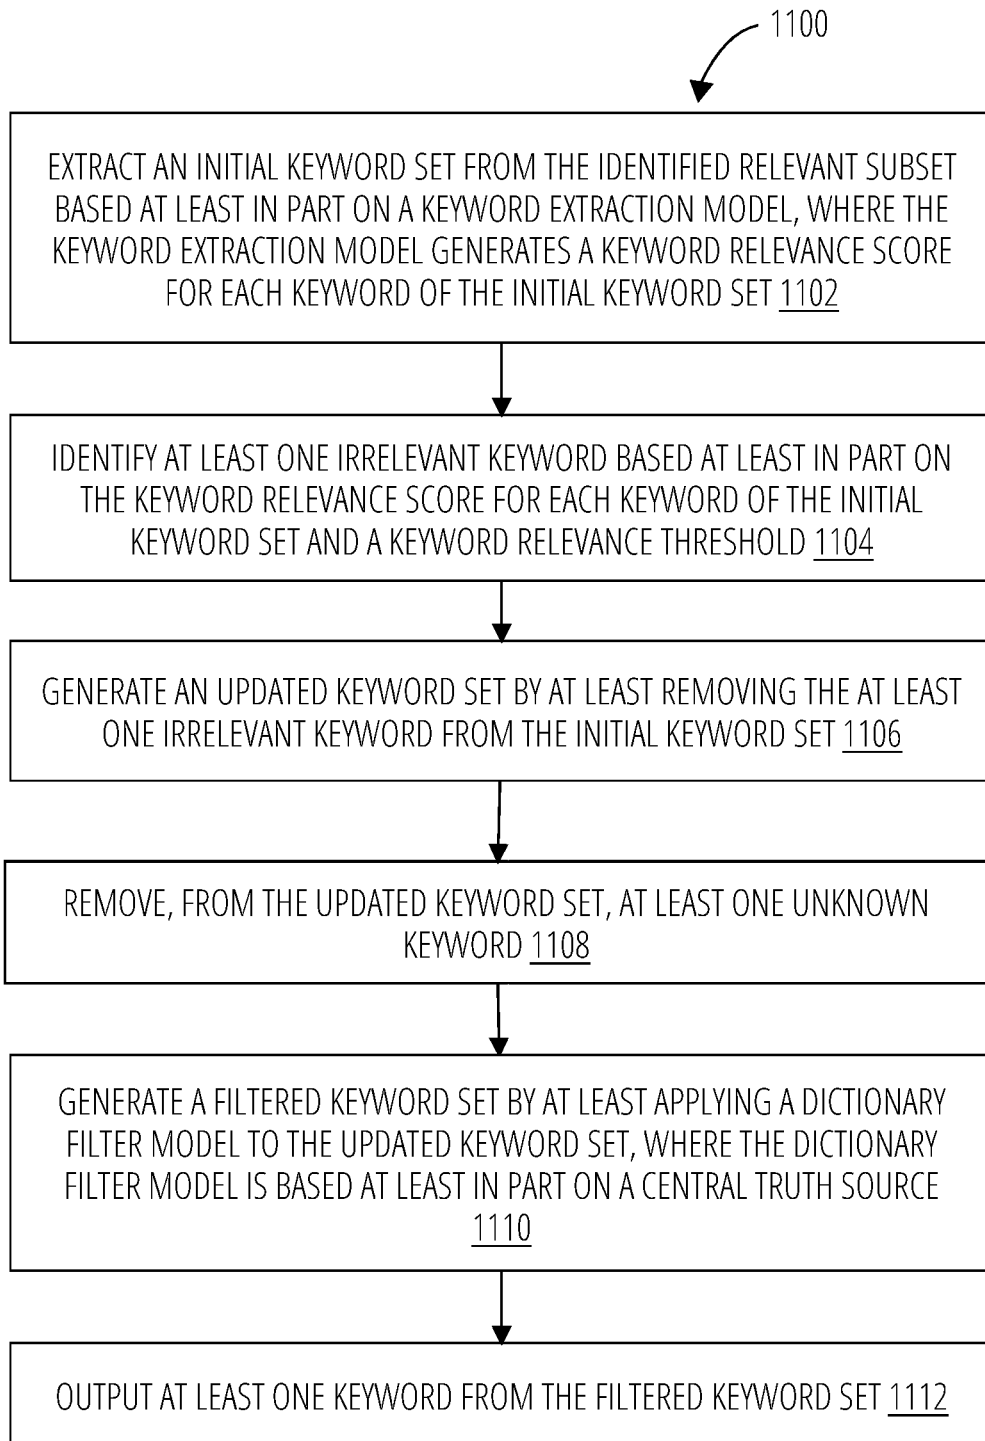 1100
EXTRACT AN INITIAL KEYWORD SET FROM THE IDENTIFIED RELEVANT SUBSET
BASED AT LEAST IN PART ON A KEYWORD EXTRACTION MODEL, WHERE THE
KEYWORD EXTRACTION MODEL GENERATES A KEYWORD RELEVANCE SCORE
FOR EACH KEYWORD OF THE INITIAL KEYWORD SET 1102
IDENTIFY AT LEAST ONE IRRELEVANT KEYWORD BASED AT LEAST IN PART ON
THE KEYWORD RELEVANCE SCORE FOR EACH KEYWORD OF THE INITIAL
KEYWORD SET AND A KEYWORD RELEVANCE THRESHOLD 1104
GENERATE AN UPDATED KEYWORD SET BY AT LEAST REMOVING THE AT LEAST
ONE IRRELEVANT KEYWORD FROM THE INITIAL KEYWORD SET 1106
REMOVE, FROM THE UPDATED KEYWORD SET, AT LEAST ONE UNKNOWN
KEYWORD 1108
GENERATE A FILTERED KEYWORD SET BY AT LEAST APPLYING A DICTIONARY
FILTER MODEL TO THE UPDATED KEYWORD SET, WHERE THE DICTIONARY
FILTER MODEL IS BASED AT LEAST IN PART ON A CENTRAL TRUTH SOURCE
1110
OUTPUT AT LEAST ONE KEYWORD FROM THE FILTERED KEYWORD SET 1112